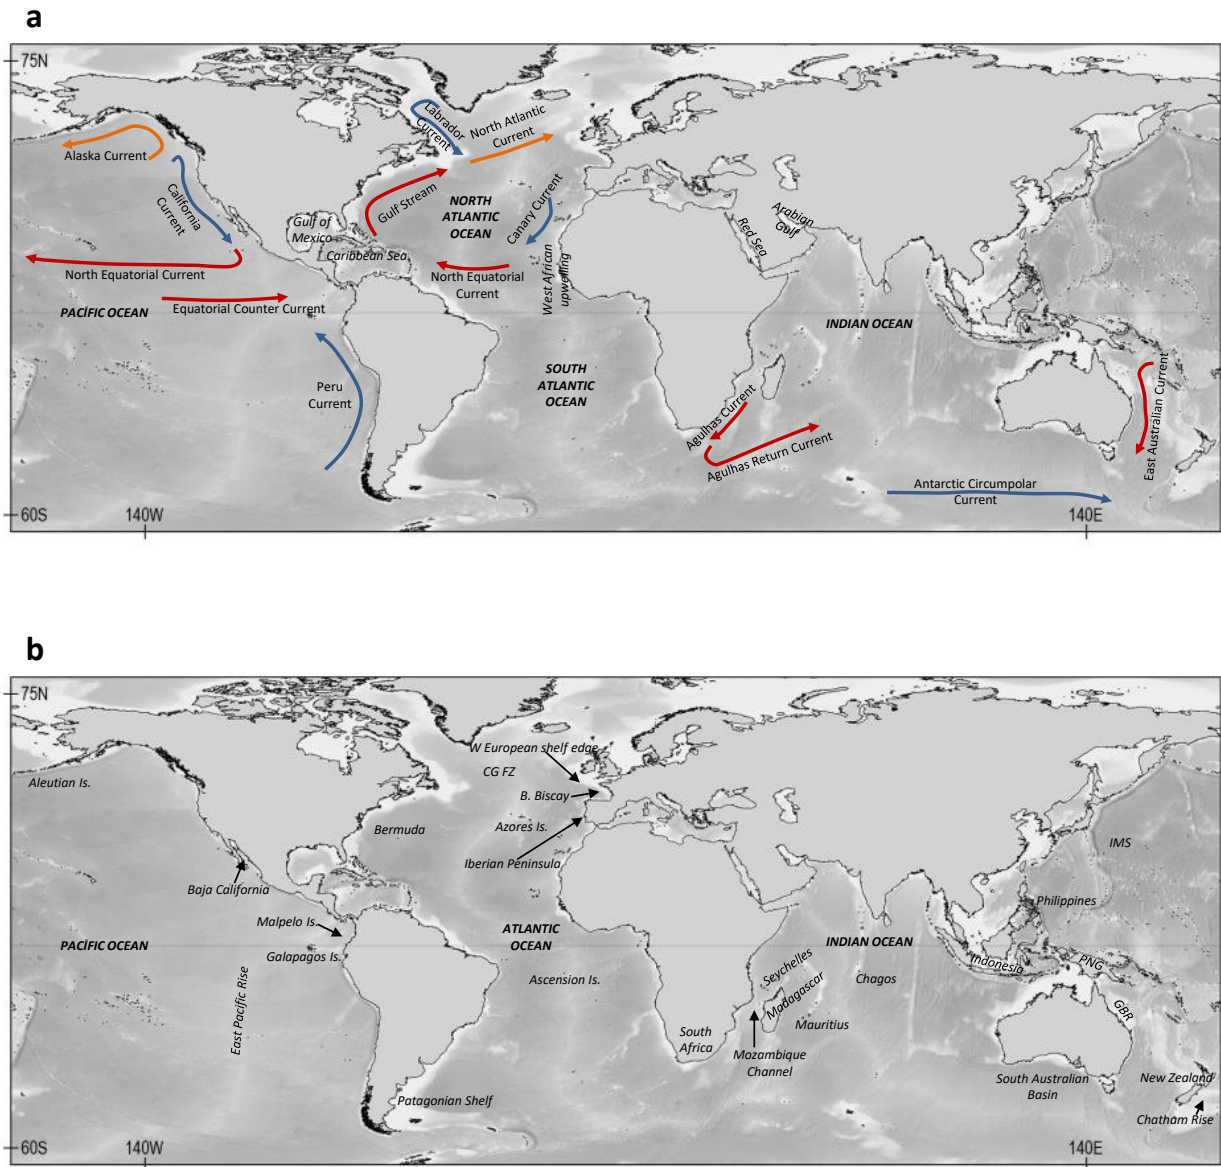 a
75N
Labrador
Current
North Atlantic
Current
Alaska Current
California
Current
Gulf Stream
NORTH
ATLANTIC
OCEAN
Canary Current
Gulf of
Mexico
Caribbean Sea
Red Sea
Arabian
Gulf
North Equatorial Current
North Equatorial
Current
West African
upwelling
Equatorial Counter Current
PACIFIC OCEAN
INDIAN OCEAN
SOUTH
ATLANTIC
OCEAN
Peru
Current
Agulhas Current
Agulhas Return Current
East Australian Current
Antarctic Circumpolar
Current
60S
140W
140E
b
75N
W European shelf edge
CG FZ
Aleutian Is.
B. Biscay
Azores Is.
Bermuda
Iberian Peninsula
IMS
Baja California
Philippines
Malpelo Is.
PACIFIC OCEAN
ATLANTIC
OCEAN
INDIAN OCEAN
Galapagos Is.
Indonesia
PNG
Seychelles
Ascension Is.
Chagos
Madagascar
East Pacific Rise
GBR
Mauritius
South
Africa
Mozambique
Channel
South Australian
Basin
New Zealand
Patagonian Shelf
Chatham Rise
60S
140W
140E